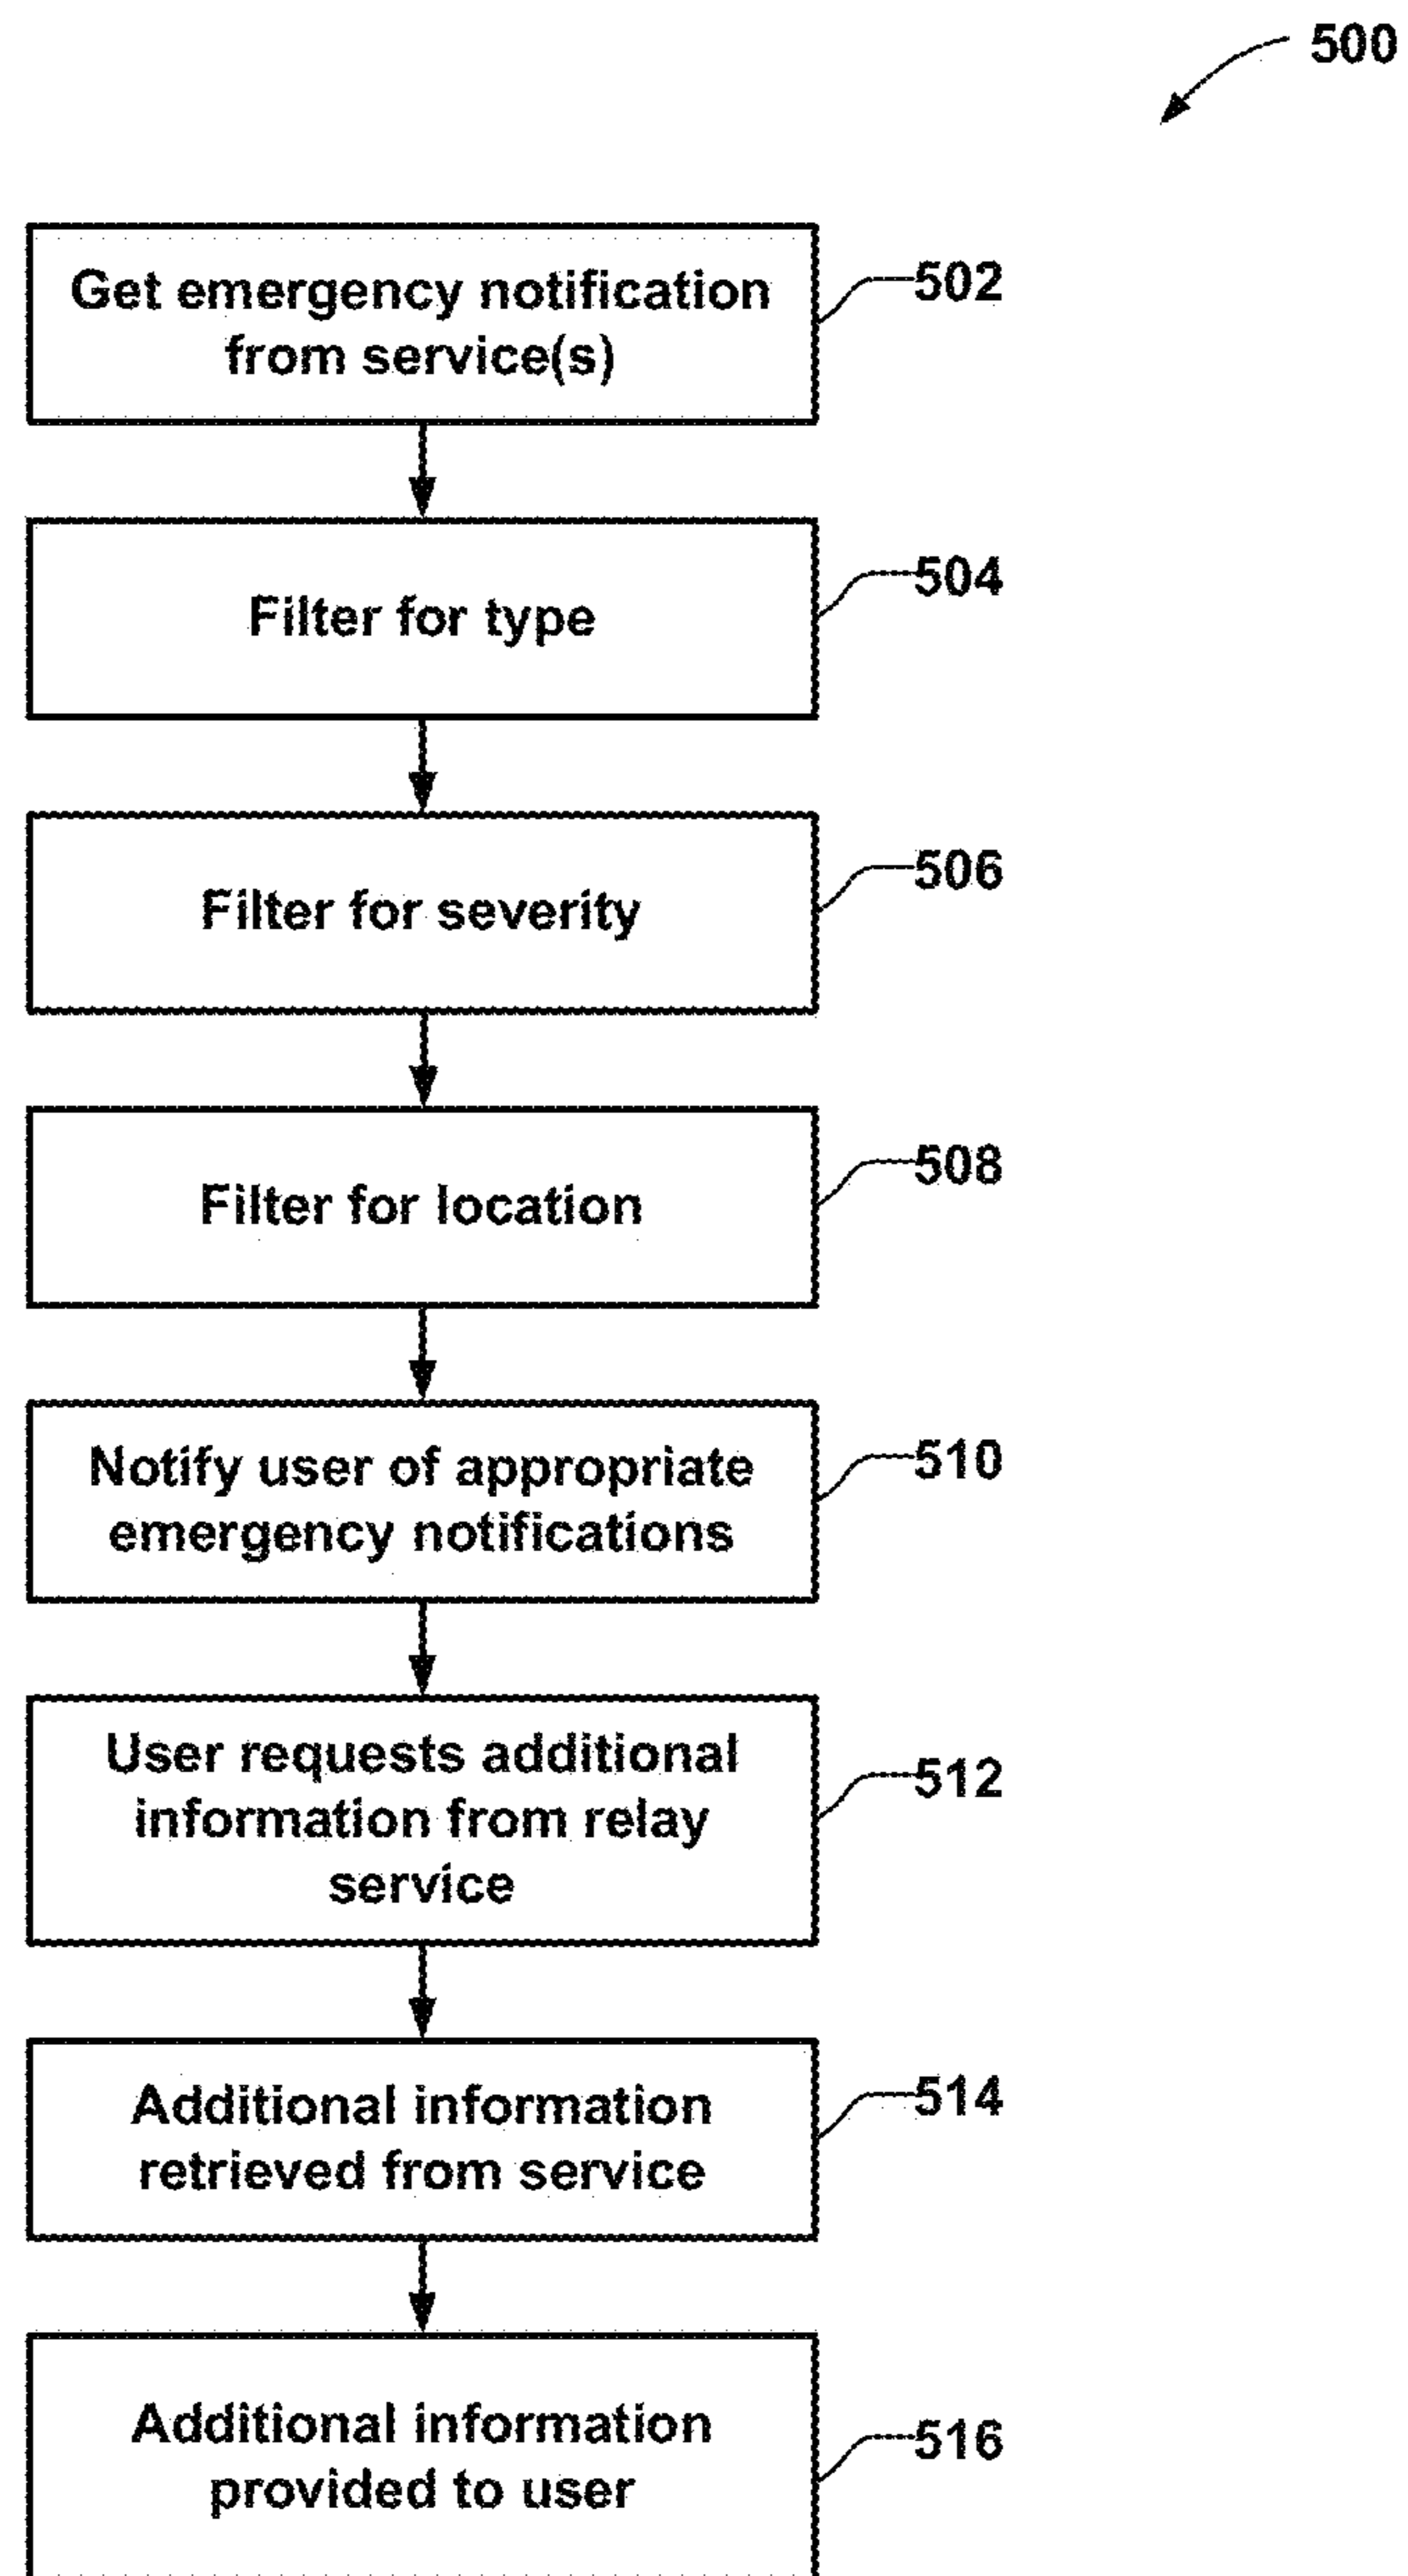 500
Get emergency notification
from service(s)
502
Filter for type
504
Filter for severity
506
Filter for location
508
Notify user of appropriate
emergency notifications
510
User requests additional
information from relay
service
512
Additional information
retrieved from service
514
Additional information
provided to user
516